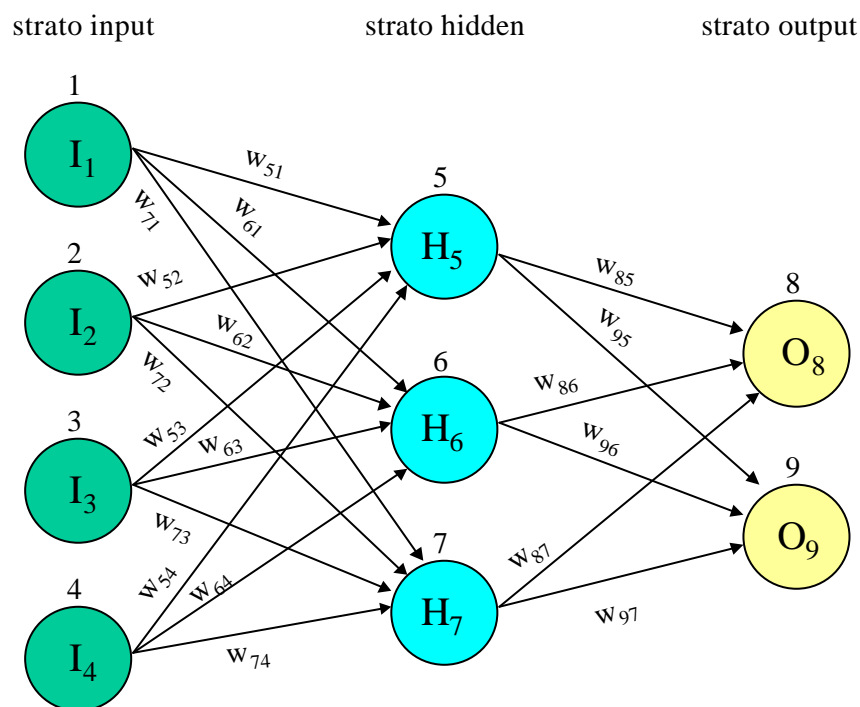 strato input strato hidden strato output
1
I₁
2
I₂
3
I₃
4
I₄
w₅₁
w₆₁
w₇₁
w₅₂
w₆₂
w₇₂
w₅₃
w₆₃
w₇₃
w₅₄
w₆₄
w₇₄
5
H₅
6
H₆
7
H₇
w₈₅
w₉₅
w₈₆
w₉₆
w₈₇
w₉₇
8
O₈
9
O₉